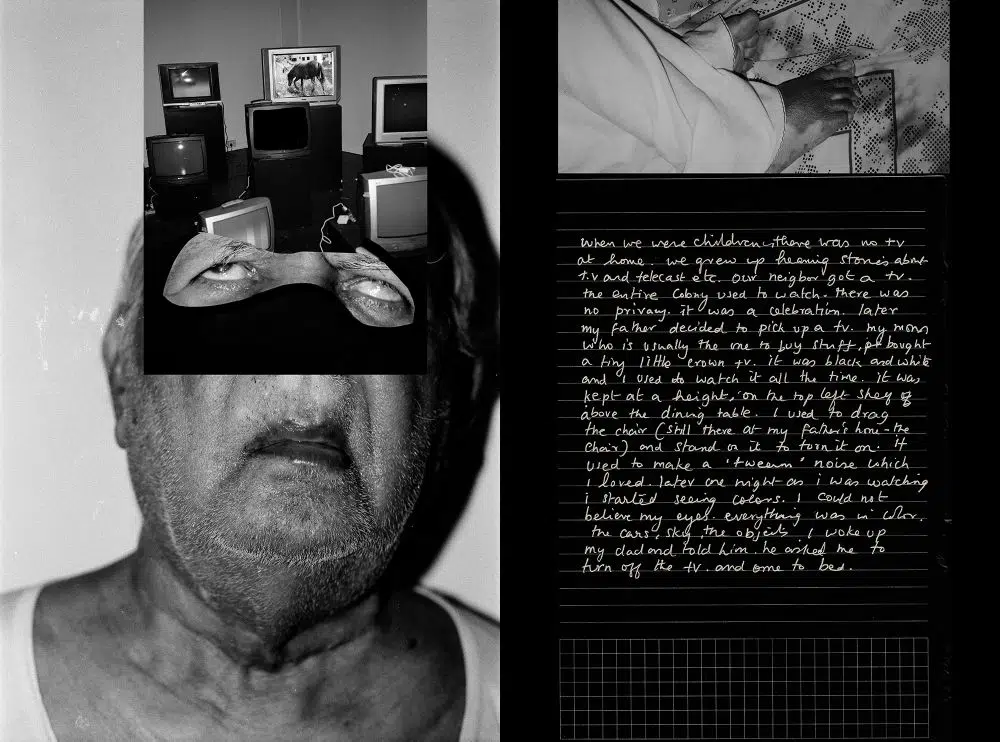 when we were children, there was no tv
at home. we grew up hearing stories about
t.v and telecast etc. our neigbor got a tv.
the entire Colony used to watch. there was
no privacy. it was a celebration. later
my father decided to pick up a tv. my mom
who is usually the one to buy stuff, bought
a tiny little crown tv. it was black and white
and i used do watch it all the time. it was
kept at a height, on the top left shelf
above the dining table. I used to drag
the chair (still there at my father's home - the
chair) and stand on it to turn it on. it
used to make a 'tweeum' noise which
i loved. later one night as i was watching
i started seeing colors. I could not
believe my eyes. everything was in color.
the cars, sky, the objects. I woke up
my dad and told him. he asked me to
turn off the tv. and come to bed.